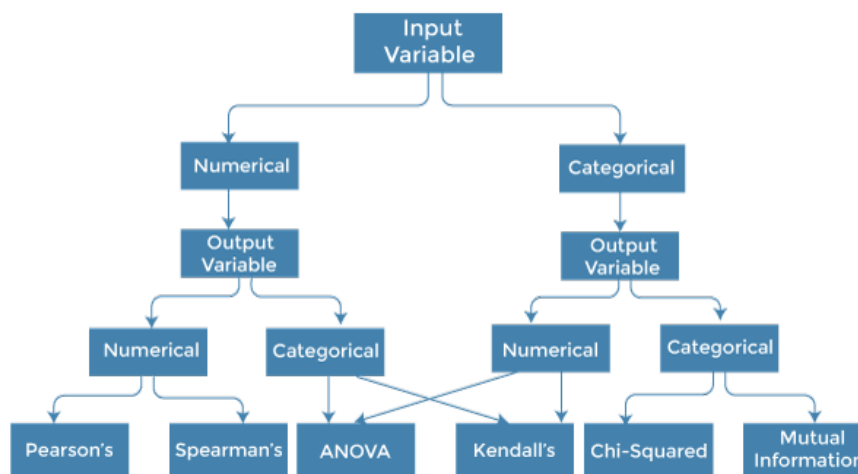 Input
Variable
Numerical
Categorical
Output
Variable
Output
Variable
Numerical
Categorical
Numerical
Categorical
Pearson's
Spearman's
ANOVA
Kendall's
Chi-Squared
Mutual
Information